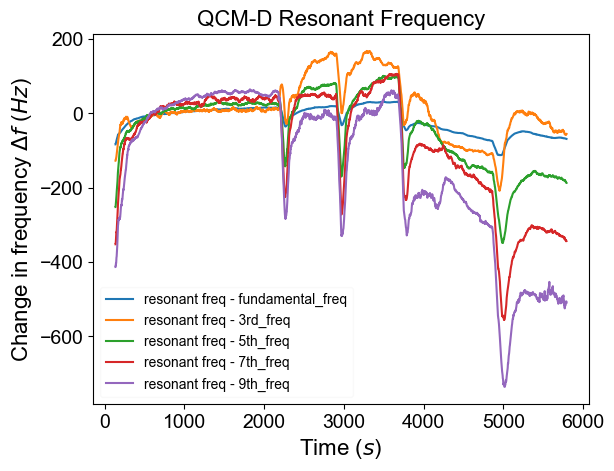 QCM-D Resonant Frequency
Change in frequency Δf (Hz)
200
0
−200
−400
−600
resonant freq - fundamental_freq
resonant freq - 3rd_freq
resonant freq - 5th_freq
resonant freq - 7th_freq
resonant freq - 9th_freq
0 1000 2000 3000 4000 5000 6000
Time (s)